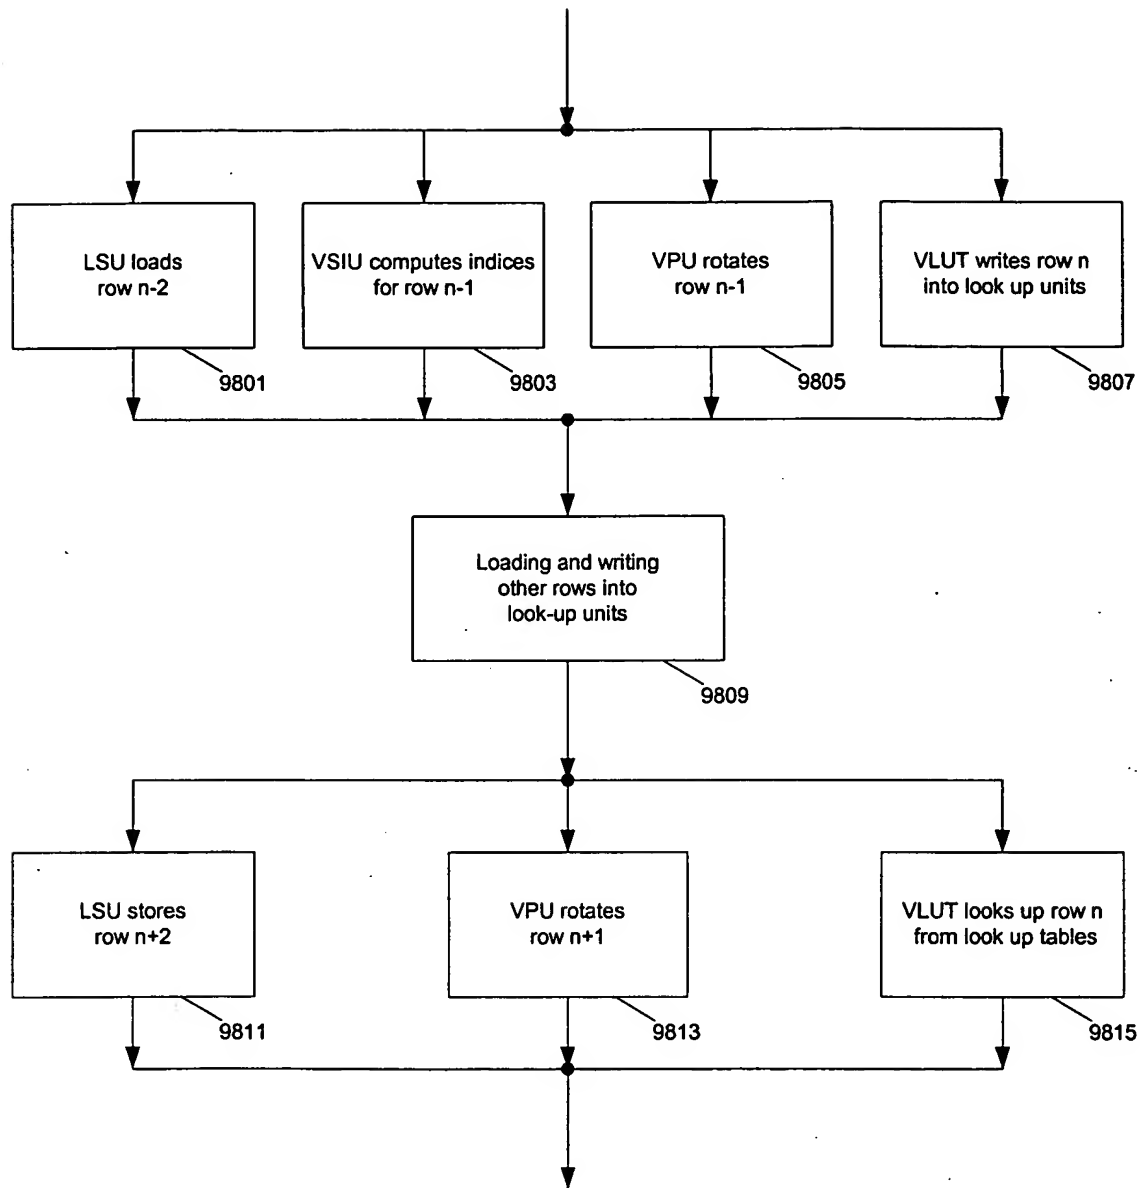 LSU loads
row n-2
VSIU computes indices
for row n-1
VPU rotates
row n-1
VLUT writes row n
into look up units
9801
9803
9805
9807
Loading and writing
other rows into
look-up units
9809
LSU stores
row n+2
VPU rotates
row n+1
VLUT looks up row n
from look up tables
9811
9813
9815